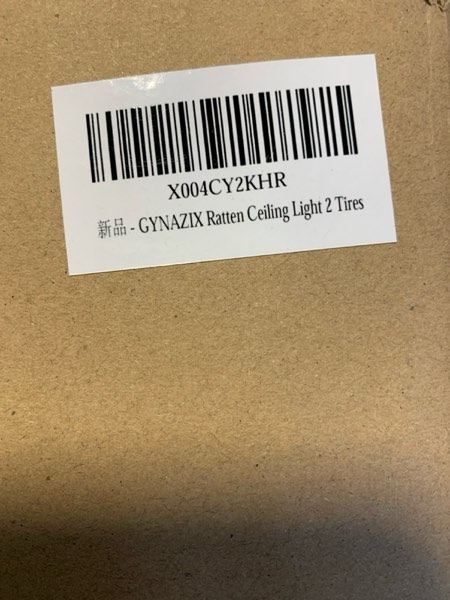 X004CY2KHR
新品 - GYNAZIX Ratten Ceiling Light 2 Tires